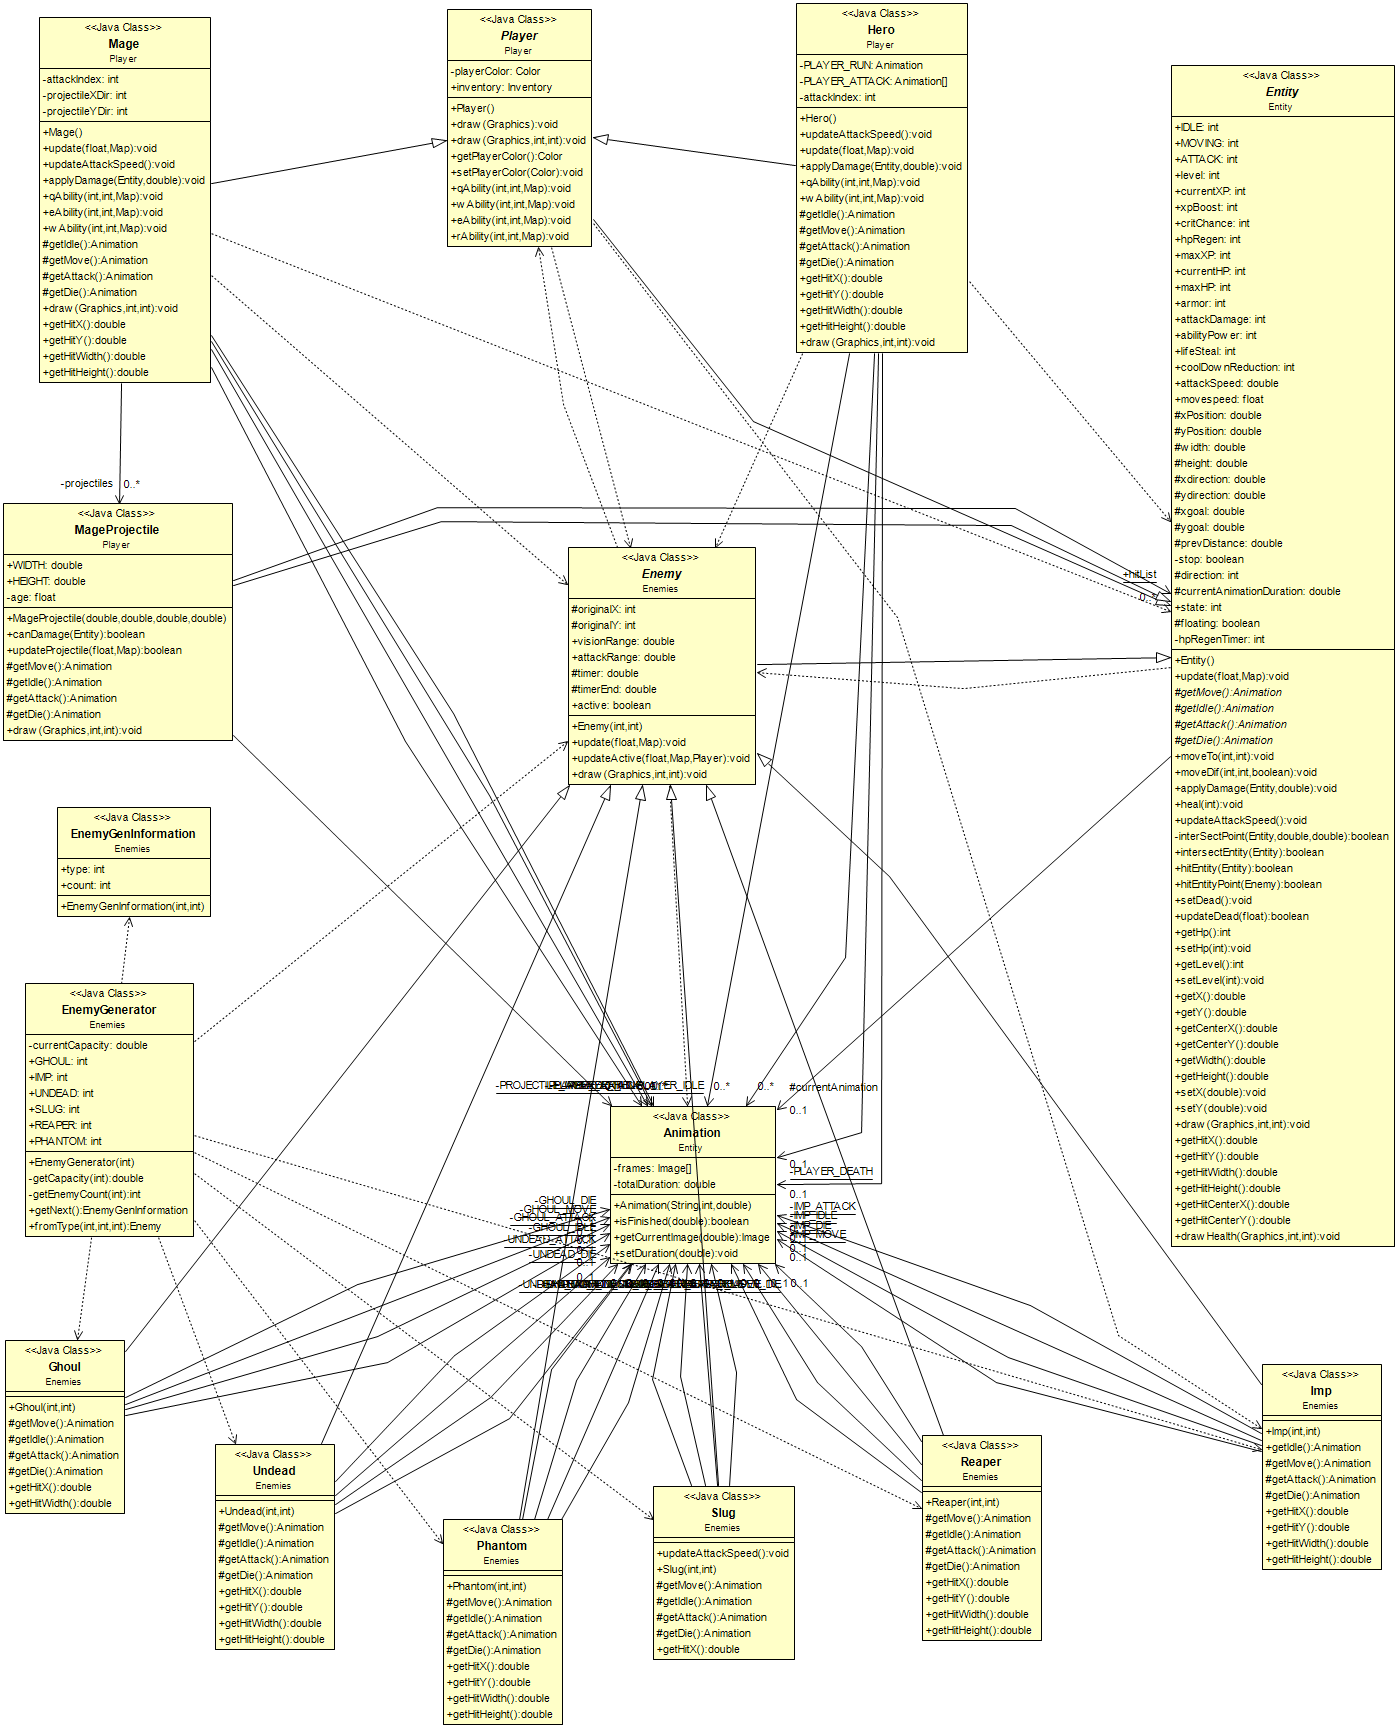 <<Java Class>>
Mage
Player
-attackIndex: int
-projectileXDir: int
-projectileYDir: int
+Mage()
+update(float,Map):void
+updateAttackSpeed():void
+applyDamage(Entity,double):void
+qAbility(int,int,Map):void
+eAbility(int,int,Map):void
+wAbility(int,int,Map):void
#getIdle():Animation
#getMove():Animation
#getAttack():Animation
#getDie():Animation
+draw(Graphics,int,int):void
+getHitX():double
+getHitY():double
+getHitWidth():double
+getHitHeight():double
<<Java Class>>
Player
Player
-playerColor: Color
+inventory: Inventory
+Player()
+draw(Graphics):void
+draw(Graphics,int,int):void
+getPlayerColor():Color
+setPlayerColor(Color):void
+qAbility(int,int,Map):void
+wAbility(int,int,Map):void
+eAbility(int,int,Map):void
+rAbility(int,int,Map):void
<<Java Class>>
Hero
Player
-PLAYER_RUN: Animation
-PLAYER_ATTACK: Animation[]
-attackIndex: int
+Hero()
+updateAttackSpeed():void
+update(float,Map):void
+applyDamage(Entity,double):void
+qAbility(int,int,Map):void
+wAbility(int,int,Map):void
#getIdle():Animation
#getMove():Animation
#getAttack():Animation
#getDie():Animation
+getHitX():double
+getHitY():double
+getHitWidth():double
+getHitHeight():double
+draw(Graphics,int,int):void
<<Java Class>>
Entity
Entity
+IDLE: int
+MOVING: int
+ATTACK: int
+level: int
+currentXP: int
+xpBoost: int
+critChance: int
+hpRegen: int
+maxXP: int
+currentHP: int
+maxHP: int
+armor: int
+attackDamage: int
+abilityPower: int
+lifeSteal: int
+coolDownReduction: int
+attackSpeed: double
+movespeed: float
#xPosition: double
#yPosition: double
#width: double
#height: double
#xdirection: double
#ydirection: double
#xgoal: double
#ygoal: double
#prevDistance: double
-stop: boolean
#direction: int
#currentAnimationDuration: double
+state: int
#floating: boolean
-hpRegenTimer: int
+Entity()
+update(float,Map):void
#getMove():Animation
#getIdle():Animation
#getAttack():Animation
#getDie():Animation
+moveTo(int,int):void
+moveDif(int,int,boolean):void
+applyDamage(Entity,double):void
+heal(int):void
+updateAttackSpeed():void
-interSectPoint(Entity,double,double):boolean
+intersectEntity(Entity):boolean
+hitEntity(Entity):boolean
+hitEntityPoint(Enemy):boolean
+setDead():void
+updateDead(float):boolean
+getHp():int
+setHp(int):void
+getLevel():int
+setLevel(int):void
+getX():double
+getY():double
+getCenterX():double
+getCenterY():double
+getWidth():double
+getHeight():double
+setX(double):void
+setY(double):void
+draw(Graphics,int,int):void
+getHitX():double
+getHitY():double
+getHitWidth():double
+getHitHeight():double
+getHitCenterX():double
+getHitCenterY():double
+drawHealth(Graphics,int,int):void
-projectiles 0..*
+hitList
0..*
<<Java Class>>
MageProjectile
Player
+WIDTH: double
+HEIGHT: double
-age: float
+MageProjectile(double,double,double,double)
+canDamage(Entity):boolean
+updateProjectile(float,Map):boolean
#getMove():Animation
#getIdle():Animation
#getAttack():Animation
#getDie():Animation
+draw(Graphics,int,int):void
<<Java Class>>
Enemy
Enemies
#originalX: int
#originalY: int
+visionRange: double
+attackRange: double
#timer: double
#timerEnd: double
+active: boolean
+Enemy(int,int)
+update(float,Map):void
+updateActive(float,Map,Player):void
+draw(Graphics,int,int):void
<<Java Class>>
EnemyGenInformation
Enemies
+type: int
+count: int
+EnemyGenInformation(int,int)
<<Java Class>>
EnemyGenerator
Enemies
-currentCapacity: double
+GHOUL: int
+IMP: int
+UNDEAD: int
+SLUG: int
+REAPER: int
+PHANTOM: int
+EnemyGenerator(int)
-getCapacity(int):double
-getEnemyCount(int):int
+getNext():EnemyGenInformation
+fromType(int,int,int):Enemy
0..* 0..* #currentAnimation
0..1
<<Java Class>>
Animation
Entity
-frames: Image[]
-totalDuration: double
+Animation(String,int,double)
+isFinished(double):boolean
+getCurrentImage(double):Image
+setDuration(double):void
0..1
-PLAYER_DEATH
0..1
-IMP_ATTACK
-IMP_IDLE
-IMP_DIE
-IMP_MOVE
0..1
0..1
-GHOUL_DIE
-GHOUL_MOVE
-GHOUL_ATTACK
-GHOUL_IDLE
-UNDEAD_ATTACK
-UNDEAD_DIE
0..1
0..1
0..1
<<Java Class>>
Ghoul
Enemies
+Ghoul(int,int)
#getMove():Animation
#getIdle():Animation
#getAttack():Animation
#getDie():Animation
+getHitX():double
+getHitWidth():double
<<Java Class>>
Undead
Enemies
+Undead(int,int)
#getMove():Animation
#getIdle():Animation
#getAttack():Animation
#getDie():Animation
+getHitX():double
+getHitY():double
+getHitWidth():double
+getHitHeight():double
<<Java Class>>
Phantom
Enemies
+Phantom(int,int)
#getMove():Animation
#getIdle():Animation
#getAttack():Animation
#getDie():Animation
+getHitX():double
+getHitY():double
+getHitWidth():double
+getHitHeight():double
<<Java Class>>
Slug
Enemies
+updateAttackSpeed():void
+Slug(int,int)
#getMove():Animation
#getIdle():Animation
#getAttack():Animation
#getDie():Animation
+getHitX():double
<<Java Class>>
Reaper
Enemies
+Reaper(int,int)
#getMove():Animation
#getIdle():Animation
#getAttack():Animation
#getDie():Animation
+getHitX():double
+getHitY():double
+getHitWidth():double
+getHitHeight():double
<<Java Class>>
Imp
Enemies
+Imp(int,int)
+getIdle():Animation
#getMove():Animation
#getAttack():Animation
#getDie():Animation
+getHitX():double
+getHitY():double
+getHitWidth():double
+getHitHeight():double